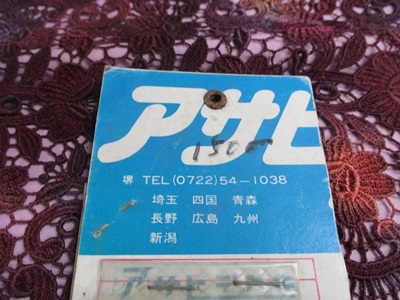 アサヒ
150
堺 TEL(0722)54-1038
埼玉 四国 青森
長野 広島 九州
新潟